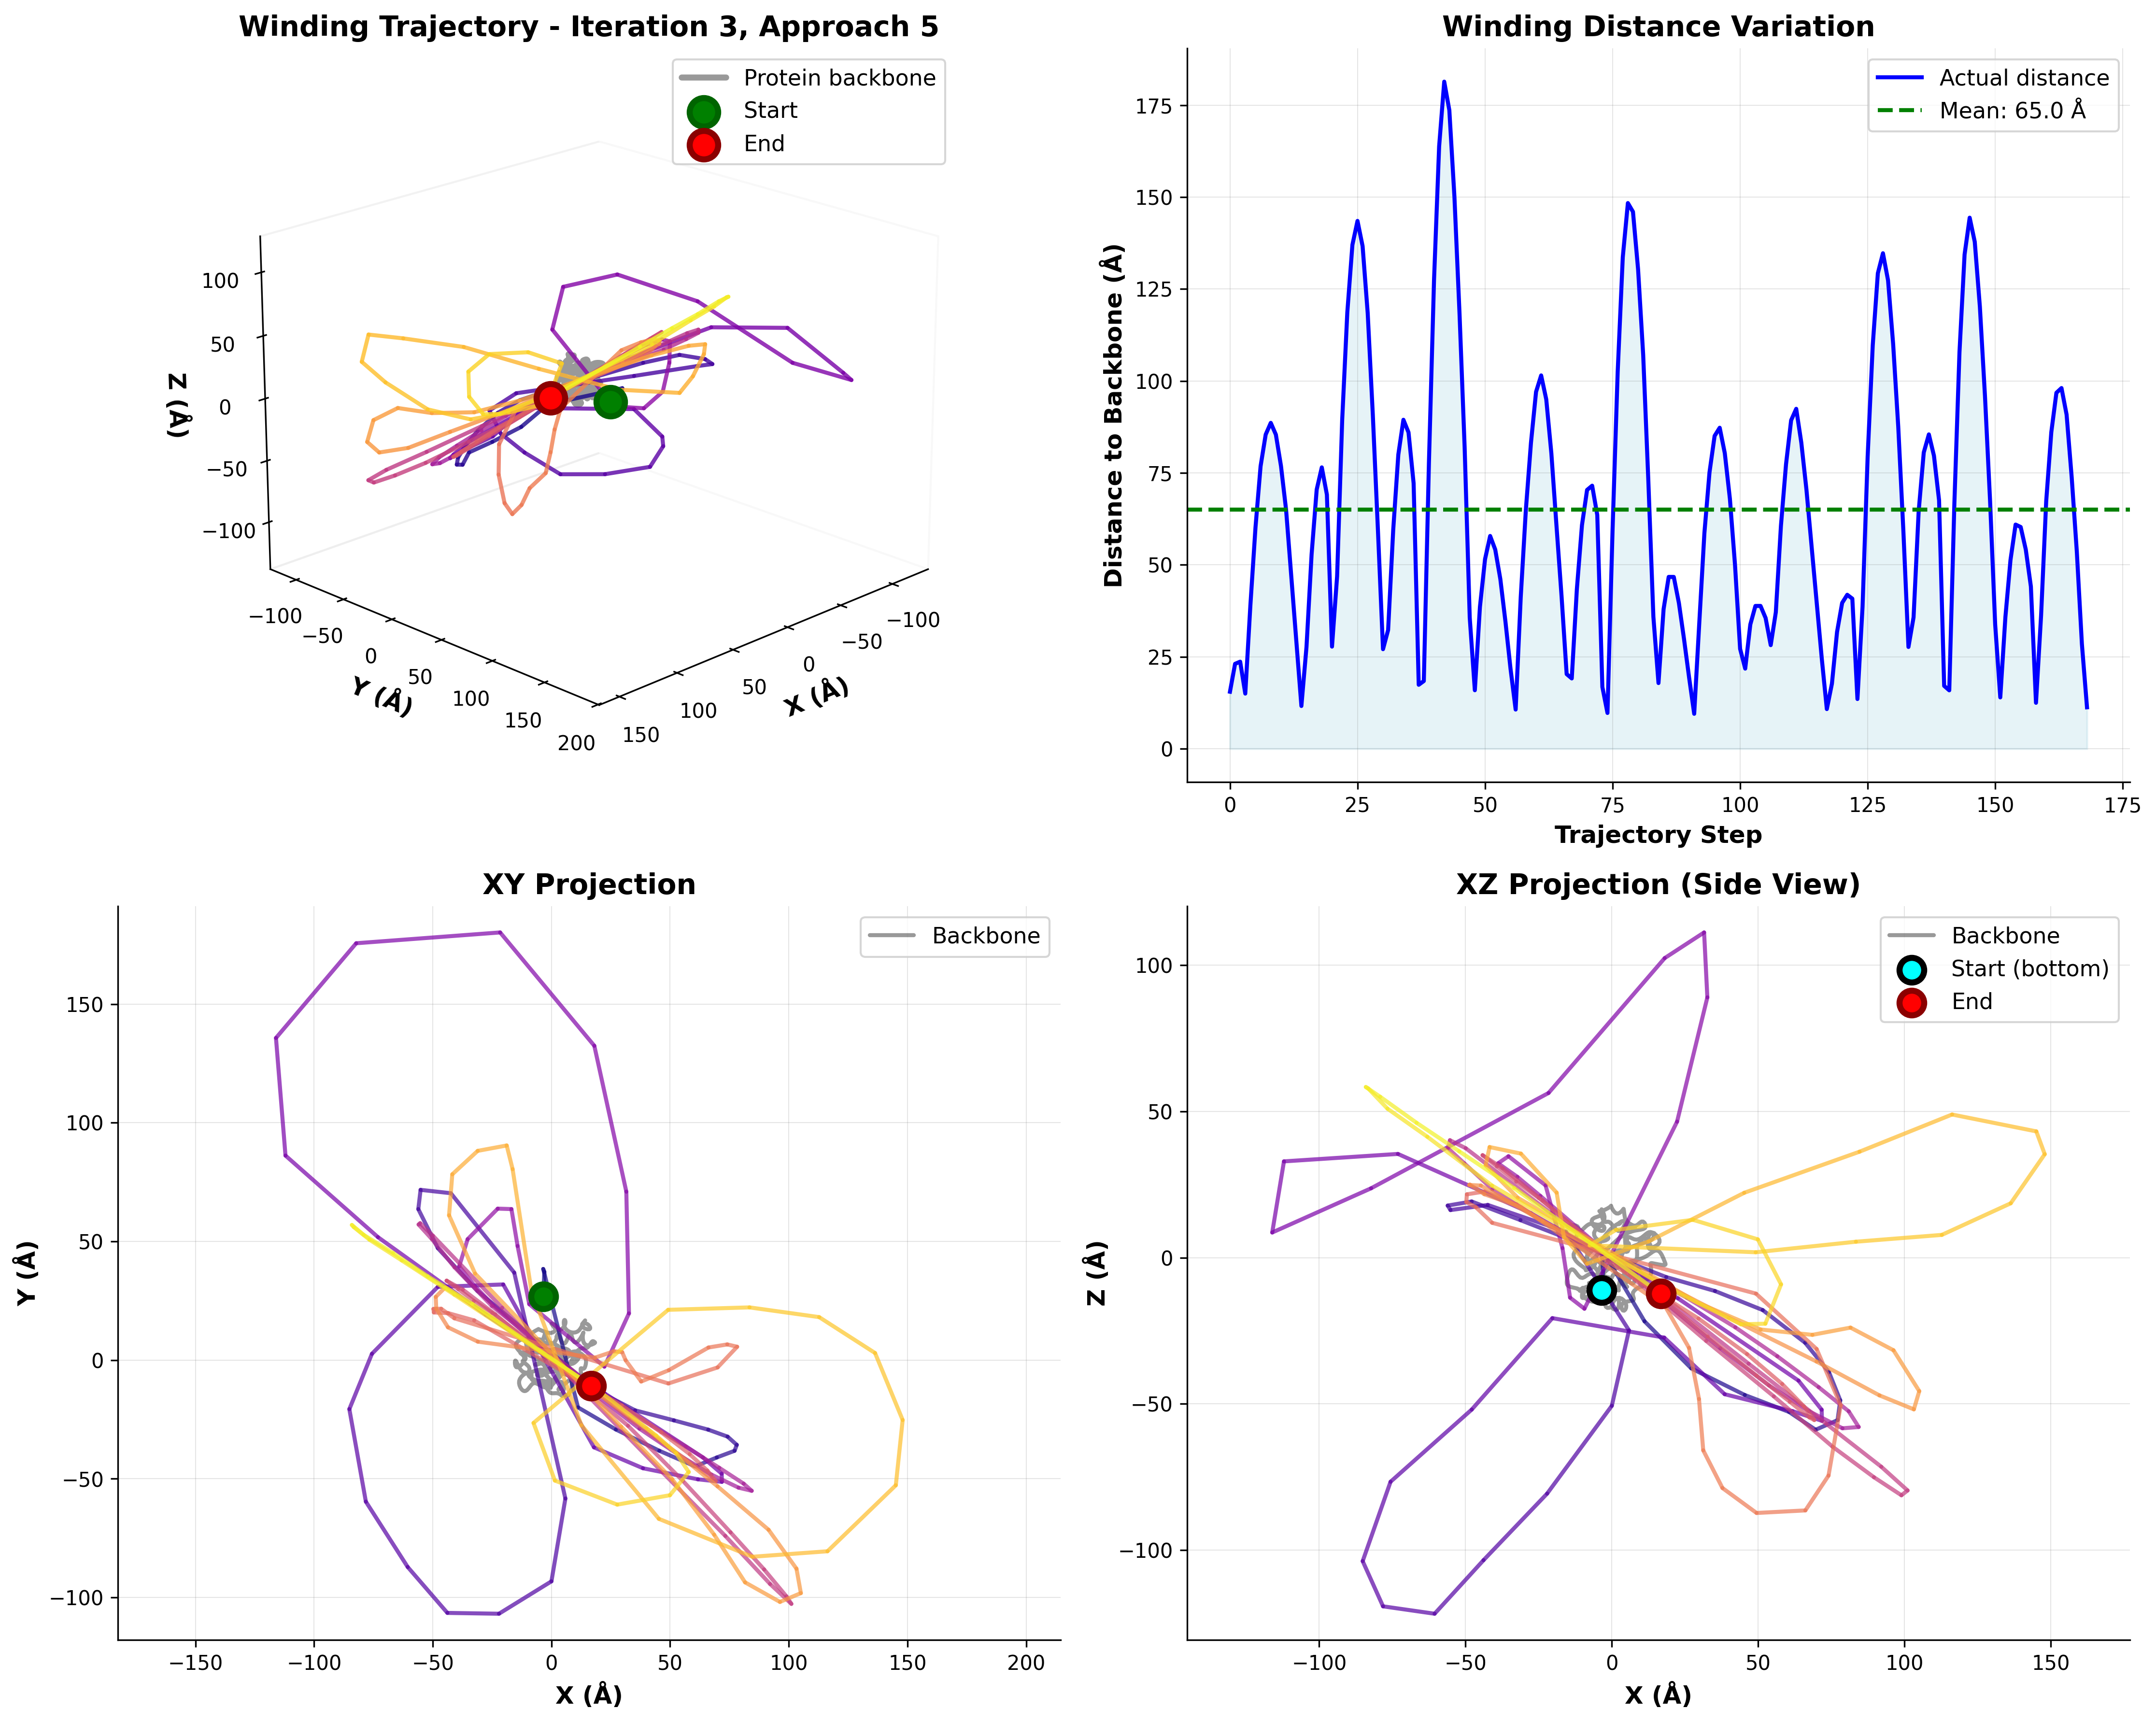 Winding Trajectory - Iteration 3, Approach 5
Protein backbone
Start
End
100
50
0
−50
−100
Z (Å)
−100
−50
0
50
100
150
200
Y (Å)
150
100
50
0
−50
−100
X (Å)
Winding Distance Variation
Actual distance
Mean: 65.0 Å
175
150
125
100
75
50
25
0
Distance to Backbone (Å)
0
25
50
75
100
125
150
175
Trajectory Step
XY Projection
Backbone
150
100
50
0
−50
−100
Y (Å)
−150
−100
−50
0
50
100
150
200
X (Å)
XZ Projection (Side View)
Backbone
Start (bottom)
End
100
50
0
−50
−100
Z (Å)
−100
−50
0
50
100
150
X (Å)